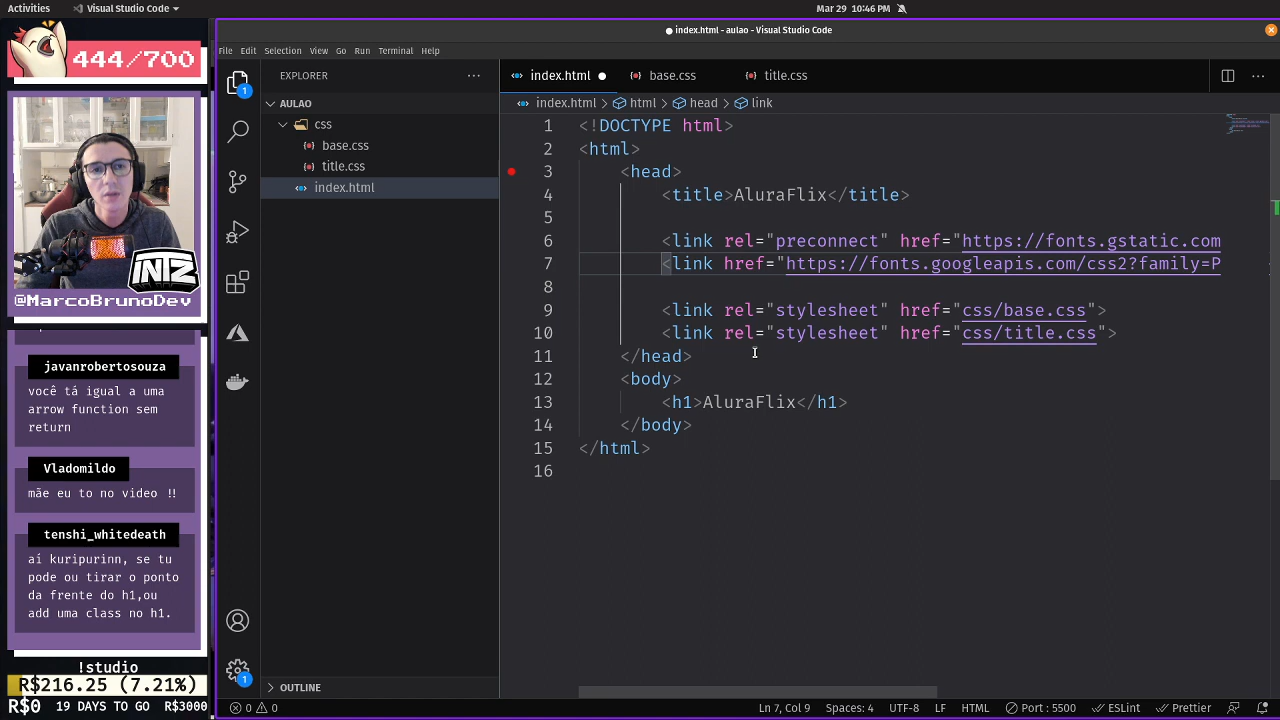 Activities
Visual Studio Code
Mar 29 10:46 PM
444/700
INTZ
@MarcoBrunoDev
javanrobertosouza
você tá igual a uma
arrow function sem
return
Vladomildo
mãe eu to no video !!
tenshi_whitedeath
aí kuripurinn, se tu
pode ou tirar o ponto
da frente do h1,ou
add uma class no h1.
!studio
R$216.25 (7.21%)
R$0 19 DAYS TO GO R$3000
● index.html - aulao - Visual Studio Code
File Edit Selection View Go Run Terminal Help
1
1
EXPLORER
AULAO
css
base.css
title.css
index.html
OUTLINE
index.html ● base.css title.css
index.html > html > head > link
1 <!DOCTYPE html>
2 <html>
3 <head>
4 <title>AluraFlix</title>
5
6 <link rel="preconnect" href="https://fonts.gstatic.com
7 <link href="https://fonts.googleapis.com/css2?family=P
8
9 <link rel="stylesheet" href="css/base.css">
10 <link rel="stylesheet" href="css/title.css">
11 </head>
12 <body>
13 <h1>AluraFlix</h1>
14 </body>
15 </html>
16
0 0 Ln 7, Col 9 Spaces: 4 UTF-8 LF HTML Port : 5500 ESLint Prettier